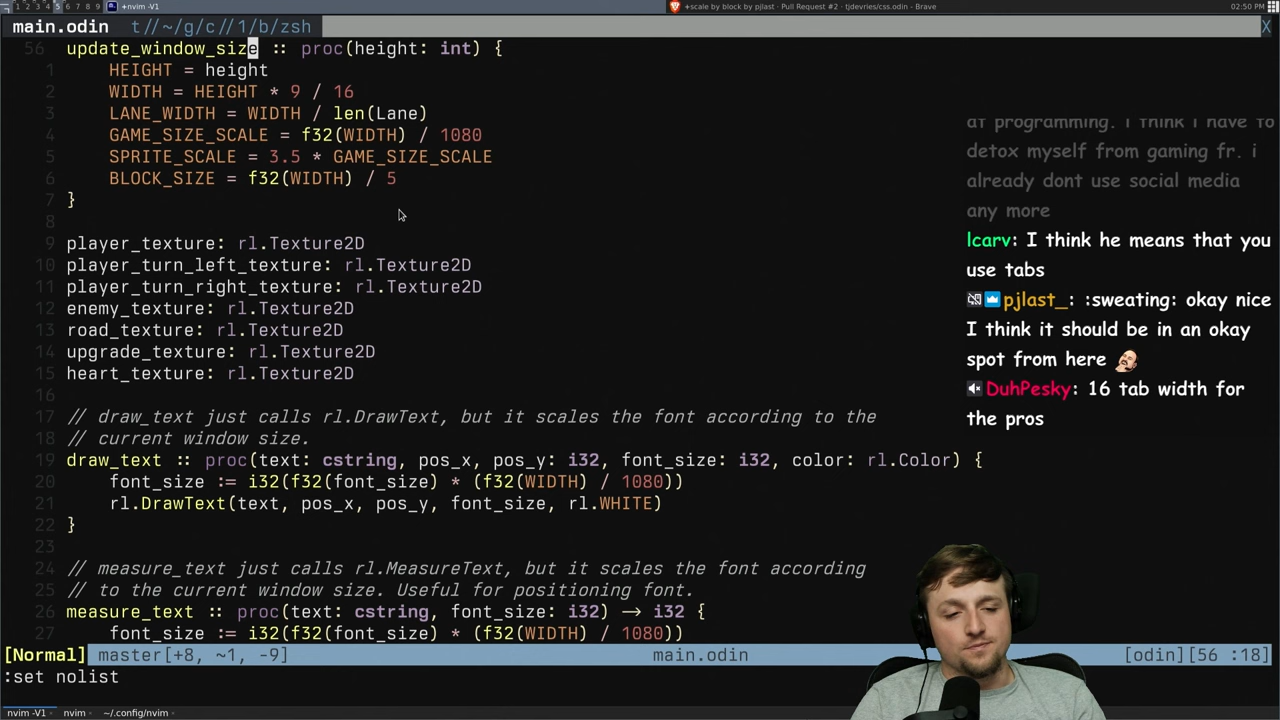 1 2 3 4 5 6 7 8 9 +nvim -V1
+scale by block by pjlast · Pull Request #2 · tjdevries/css.odin - Brave
02:50 PM
main.odin t//~/g/c//1/b/zsh X
56 update_window_size :: proc(height: int) {
1 HEIGHT = height
2 WIDTH = HEIGHT * 9 / 16
3 LANE_WIDTH = WIDTH / len(Lane)
4 GAME_SIZE_SCALE = f32(WIDTH) / 1080
5 SPRITE_SCALE = 3.5 * GAME_SIZE_SCALE
6 BLOCK_SIZE = f32(WIDTH) / 5
7 }
8
9 player_texture: rl.Texture2D
10 player_turn_left_texture: rl.Texture2D
11 player_turn_right_texture: rl.Texture2D
12 enemy_texture: rl.Texture2D
13 road_texture: rl.Texture2D
14 upgrade_texture: rl.Texture2D
15 heart_texture: rl.Texture2D
16
17 // draw_text just calls rl.DrawText, but it scales the font according to the
18 // current window size.
19 draw_text :: proc(text: cstring, pos_x, pos_y: i32, font_size: i32, color: rl.Color) {
20 font_size := i32(f32(font_size) * (f32(WIDTH) / 1080))
21 rl.DrawText(text, pos_x, pos_y, font_size, rl.WHITE)
22 }
23
24 // measure_text just calls rl.MeasureText, but it scales the font according
25 // to the current window size. Useful for positioning font.
26 measure_text :: proc(text: cstring, font_size: i32) → i32 {
27 font_size := i32(f32(font_size) * (f32(WIDTH) / 1080))
[Normal] master[+8, ~1, -9] main.odin [odin][56 :18]
:set nolist
nvim -V1 nvim ~/.config/nvim
at programming. i think i have to
detox myself from gaming fr. i
already dont use social media
any more
lcarv: I think he means that you
use tabs
pjlast_: :sweating: okay nice
I think it should be in an okay
spot from here
DuhPesky: 16 tab width for
the pros